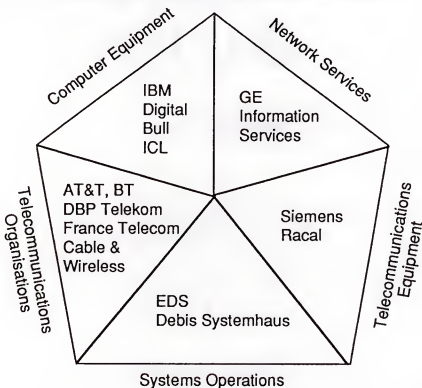 Computer Equipment
Network Services
IBM
Digital
Bull
ICL
GE
Information
Services
Telecommunications
Organisations
AT&T, BT
DBP Telekom
France Telecom
Cable &
Wireless
Siemens
Racal
Telecommunications
Equipment
EDS
Debis Systemhaus
Systems Operations